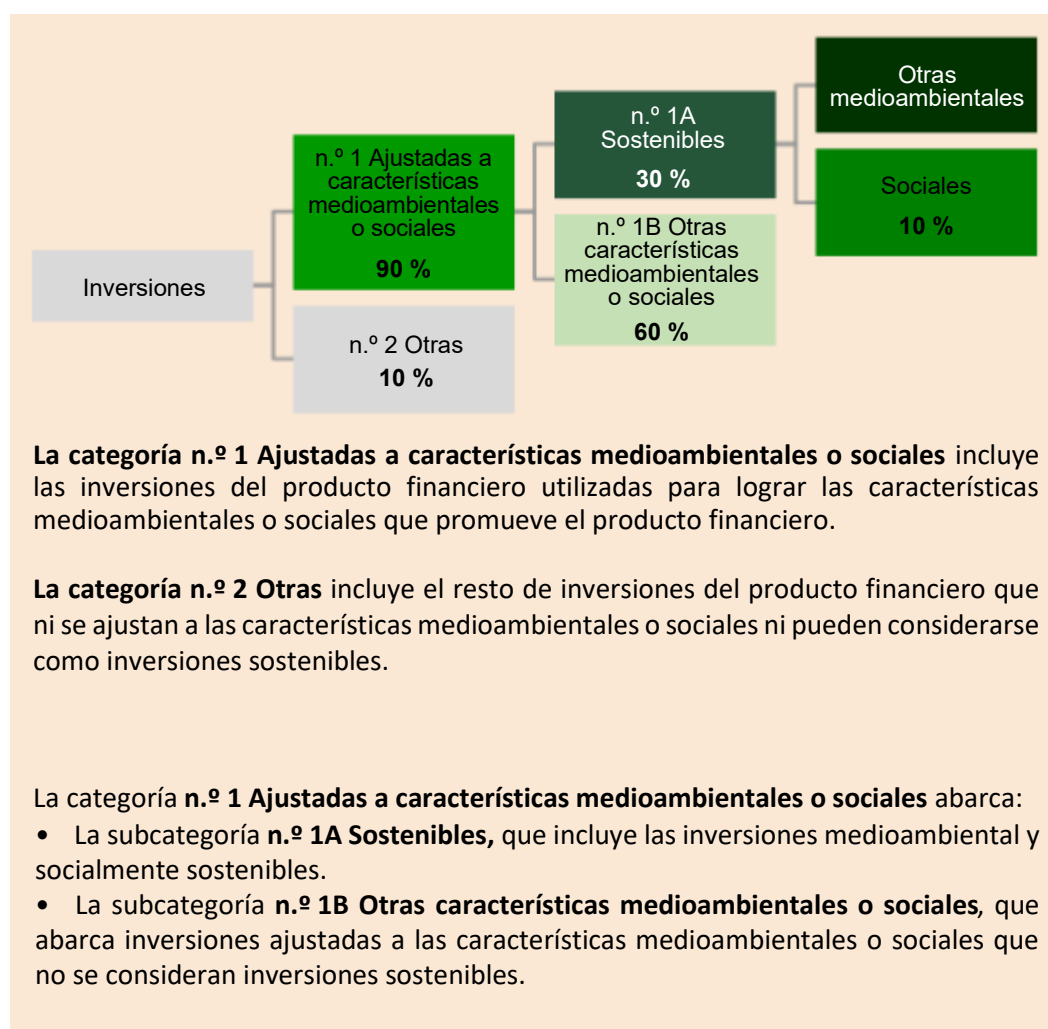 Inversiones
n.º 1 Ajustadas a
características
medioambientales
o sociales
90 %
n.º 2 Otras
10 %
n.º 1A
Sostenibles
30 %
n.º 1B Otras
características
medioambientales
o sociales
60 %
Otras
medioambientales
Sociales
10 %
La categoría n.º 1 Ajustadas a características medioambientales o sociales incluye
las inversiones del producto financiero utilizadas para lograr las características
medioambientales o sociales que promueve el producto financiero.
La categoría n.º 2 Otras incluye el resto de inversiones del producto financiero que
ni se ajustan a las características medioambientales o sociales ni pueden considerarse
como inversiones sostenibles.
La categoría n.º 1 Ajustadas a características medioambientales o sociales abarca:
• La subcategoría n.º 1A Sostenibles, que incluye las inversiones medioambiental y
socialmente sostenibles.
• La subcategoría n.º 1B Otras características medioambientales o sociales, que
abarca inversiones ajustadas a las características medioambientales o sociales que
no se consideran inversiones sostenibles.